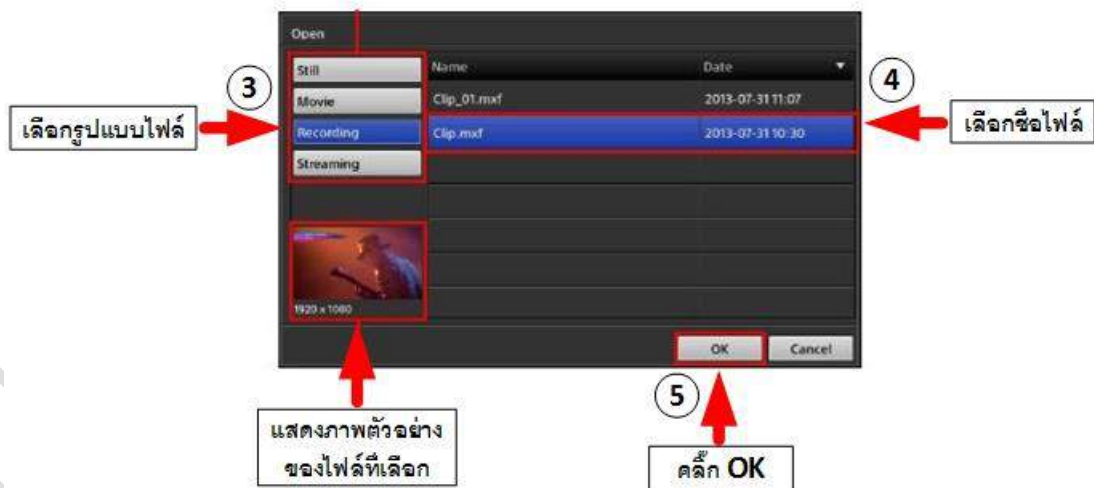 Open
Still
Movie
Recording
Streaming
Name
Date
Clip_01.mxf
2013-07-31 11:07
Clip.mxf
2013-07-31 10:30
1920 x 1080
OK
Cancel
3
เลือกรูปแบบไฟล์
4
เลือกชื่อไฟล์
แสดงภาพตัวอย่าง
ของไฟล์ที่เลือก
5
คลิ๊ก OK